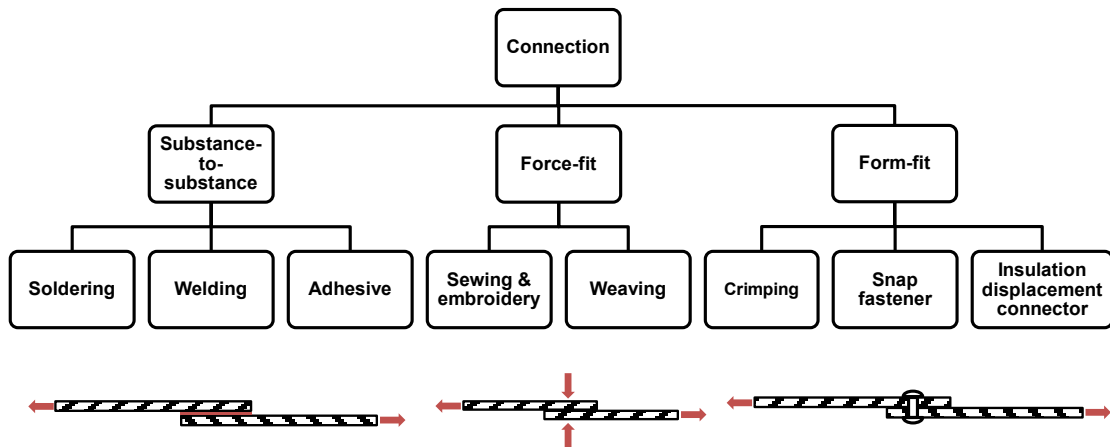 Connection
Substance-
to-
substance
Force-fit
Form-fit
Soldering
Welding
Adhesive
Sewing &
embroidery
Weaving
Crimping
Snap
fastener
Insulation
displacement
connector